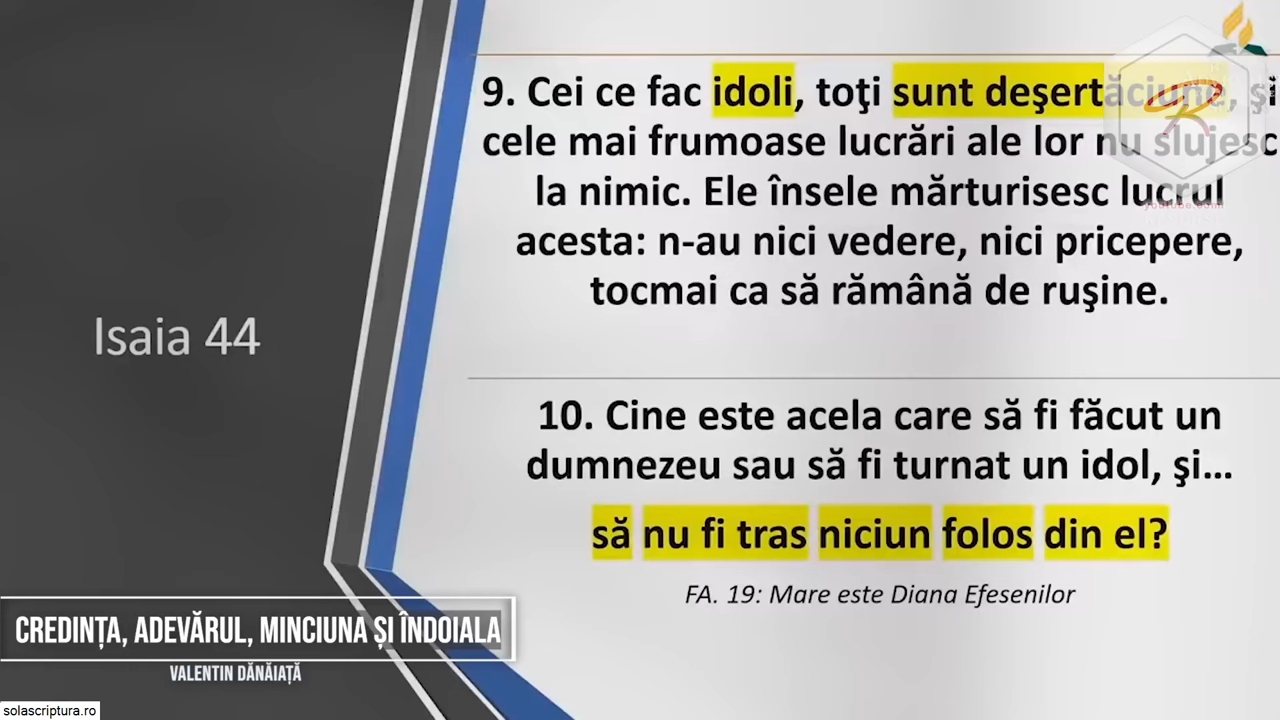 Isaia 44
9. Cei ce fac idoli, toţi sunt deşertăciune, şi
cele mai frumoase lucrări ale lor nu slujesc
la nimic. Ele însele mărturisesc lucrul
acesta: n-au nici vedere, nici pricepere,
tocmai ca să rămână de ruşine.
10. Cine este acela care să fi făcut un
dumnezeu sau să fi turnat un idol, şi...
să nu fi tras niciun folos din el?
FA. 19: Mare este Diana Efesenilor
CREDINȚA, ADEVĂRUL, MINCIUNA ȘI ÎNDOIALA
VALENTIN DĂNĂIAȚĂ
solascriptura.ro
R
youtube.com